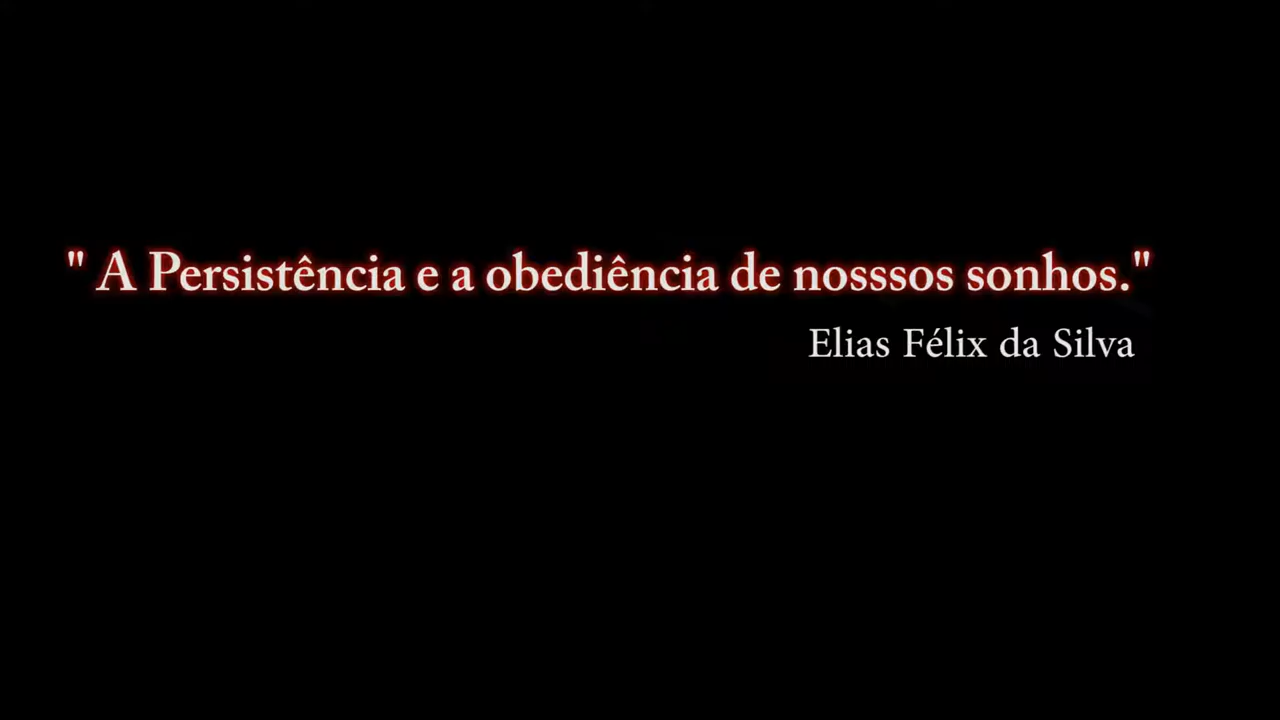 " A Persistência e a obediência de nosssos sonhos."
Elias Félix da Silva